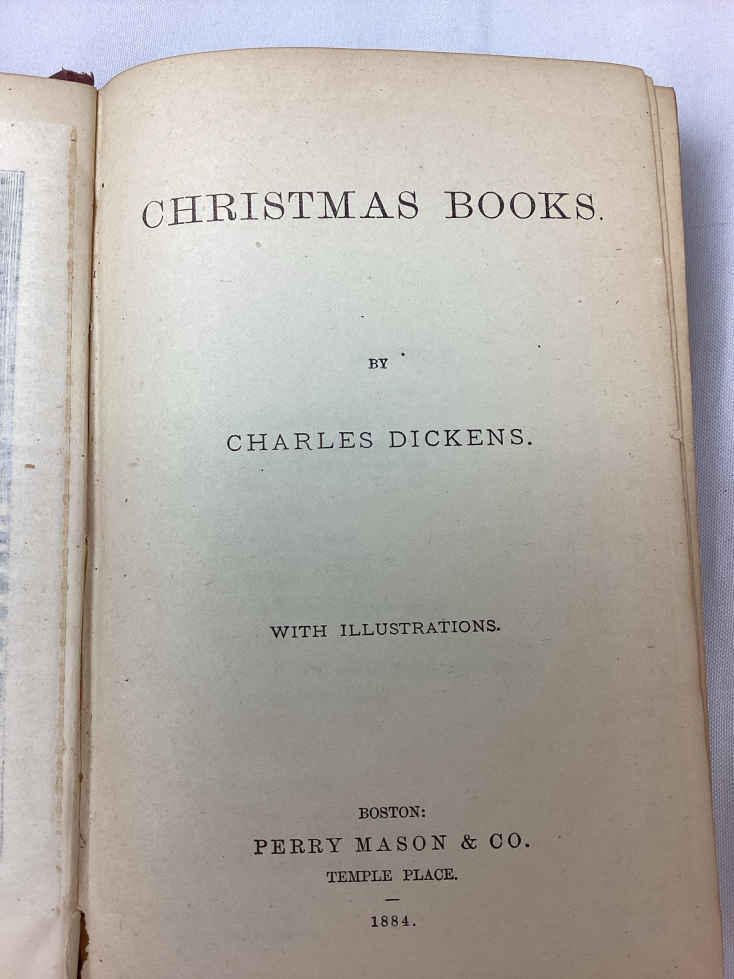 CHRISTMAS BOOKS.
BY
CHARLES DICKENS.
WITH ILLUSTRATIONS.
BOSTON:
PERRY MASON & CO.
TEMPLE PLACE.
1884.